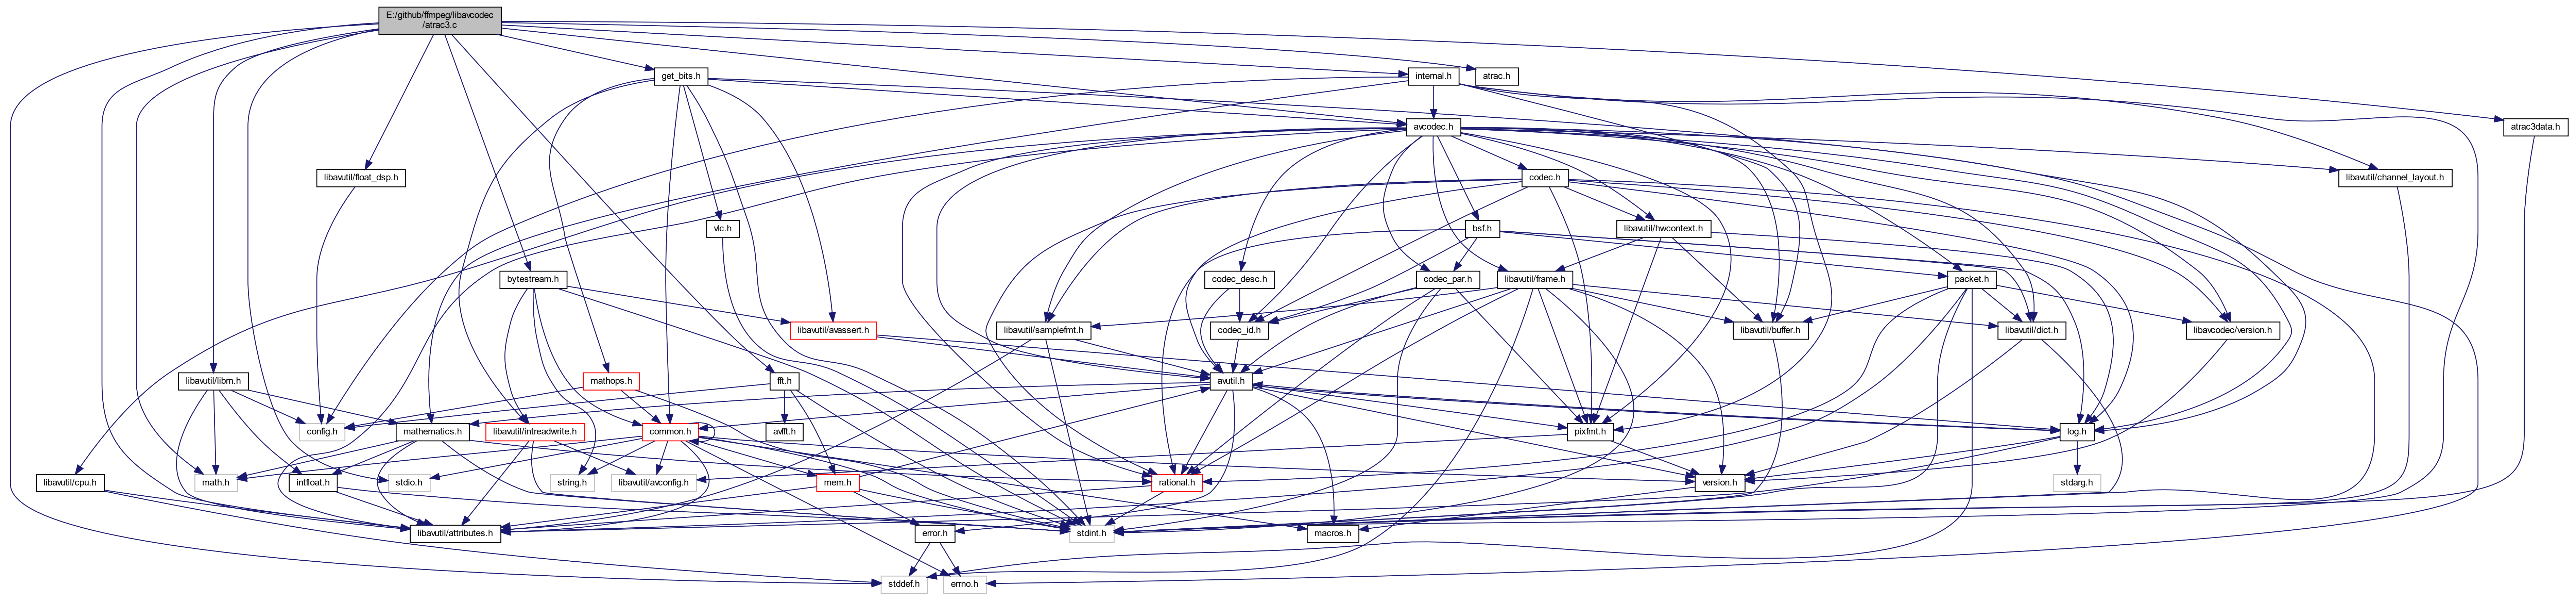 E:/github/ffmpeg/libavcodec
/atrac3.c
get_bits.h
internal.h
atrac.h
avcodec.h
atrac3data.h
libavutil/float_dsp.h
codec.h
libavutil/channel_layout.h
vlc.h
bsf.h
libavutil/hwcontext.h
bytestream.h
codec_desc.h
codec_par.h
libavutil/frame.h
packet.h
libavutil/avassert.h
libavutil/samplefmt.h
codec_id.h
libavutil/buffer.h
libavutil/dict.h
libavcodec/version.h
libavutil/libm.h
mathops.h
fft.h
avutil.h
config.h
mathematics.h
libavutil/intreadwrite.h
common.h
avfft.h
pixfmt.h
log.h
libavutil/cpu.h
math.h
intfloat.h
stdio.h
string.h
libavutil/avconfig.h
mem.h
rational.h
version.h
stdarg.h
libavutil/attributes.h
error.h
stdint.h
macros.h
stddef.h
errno.h